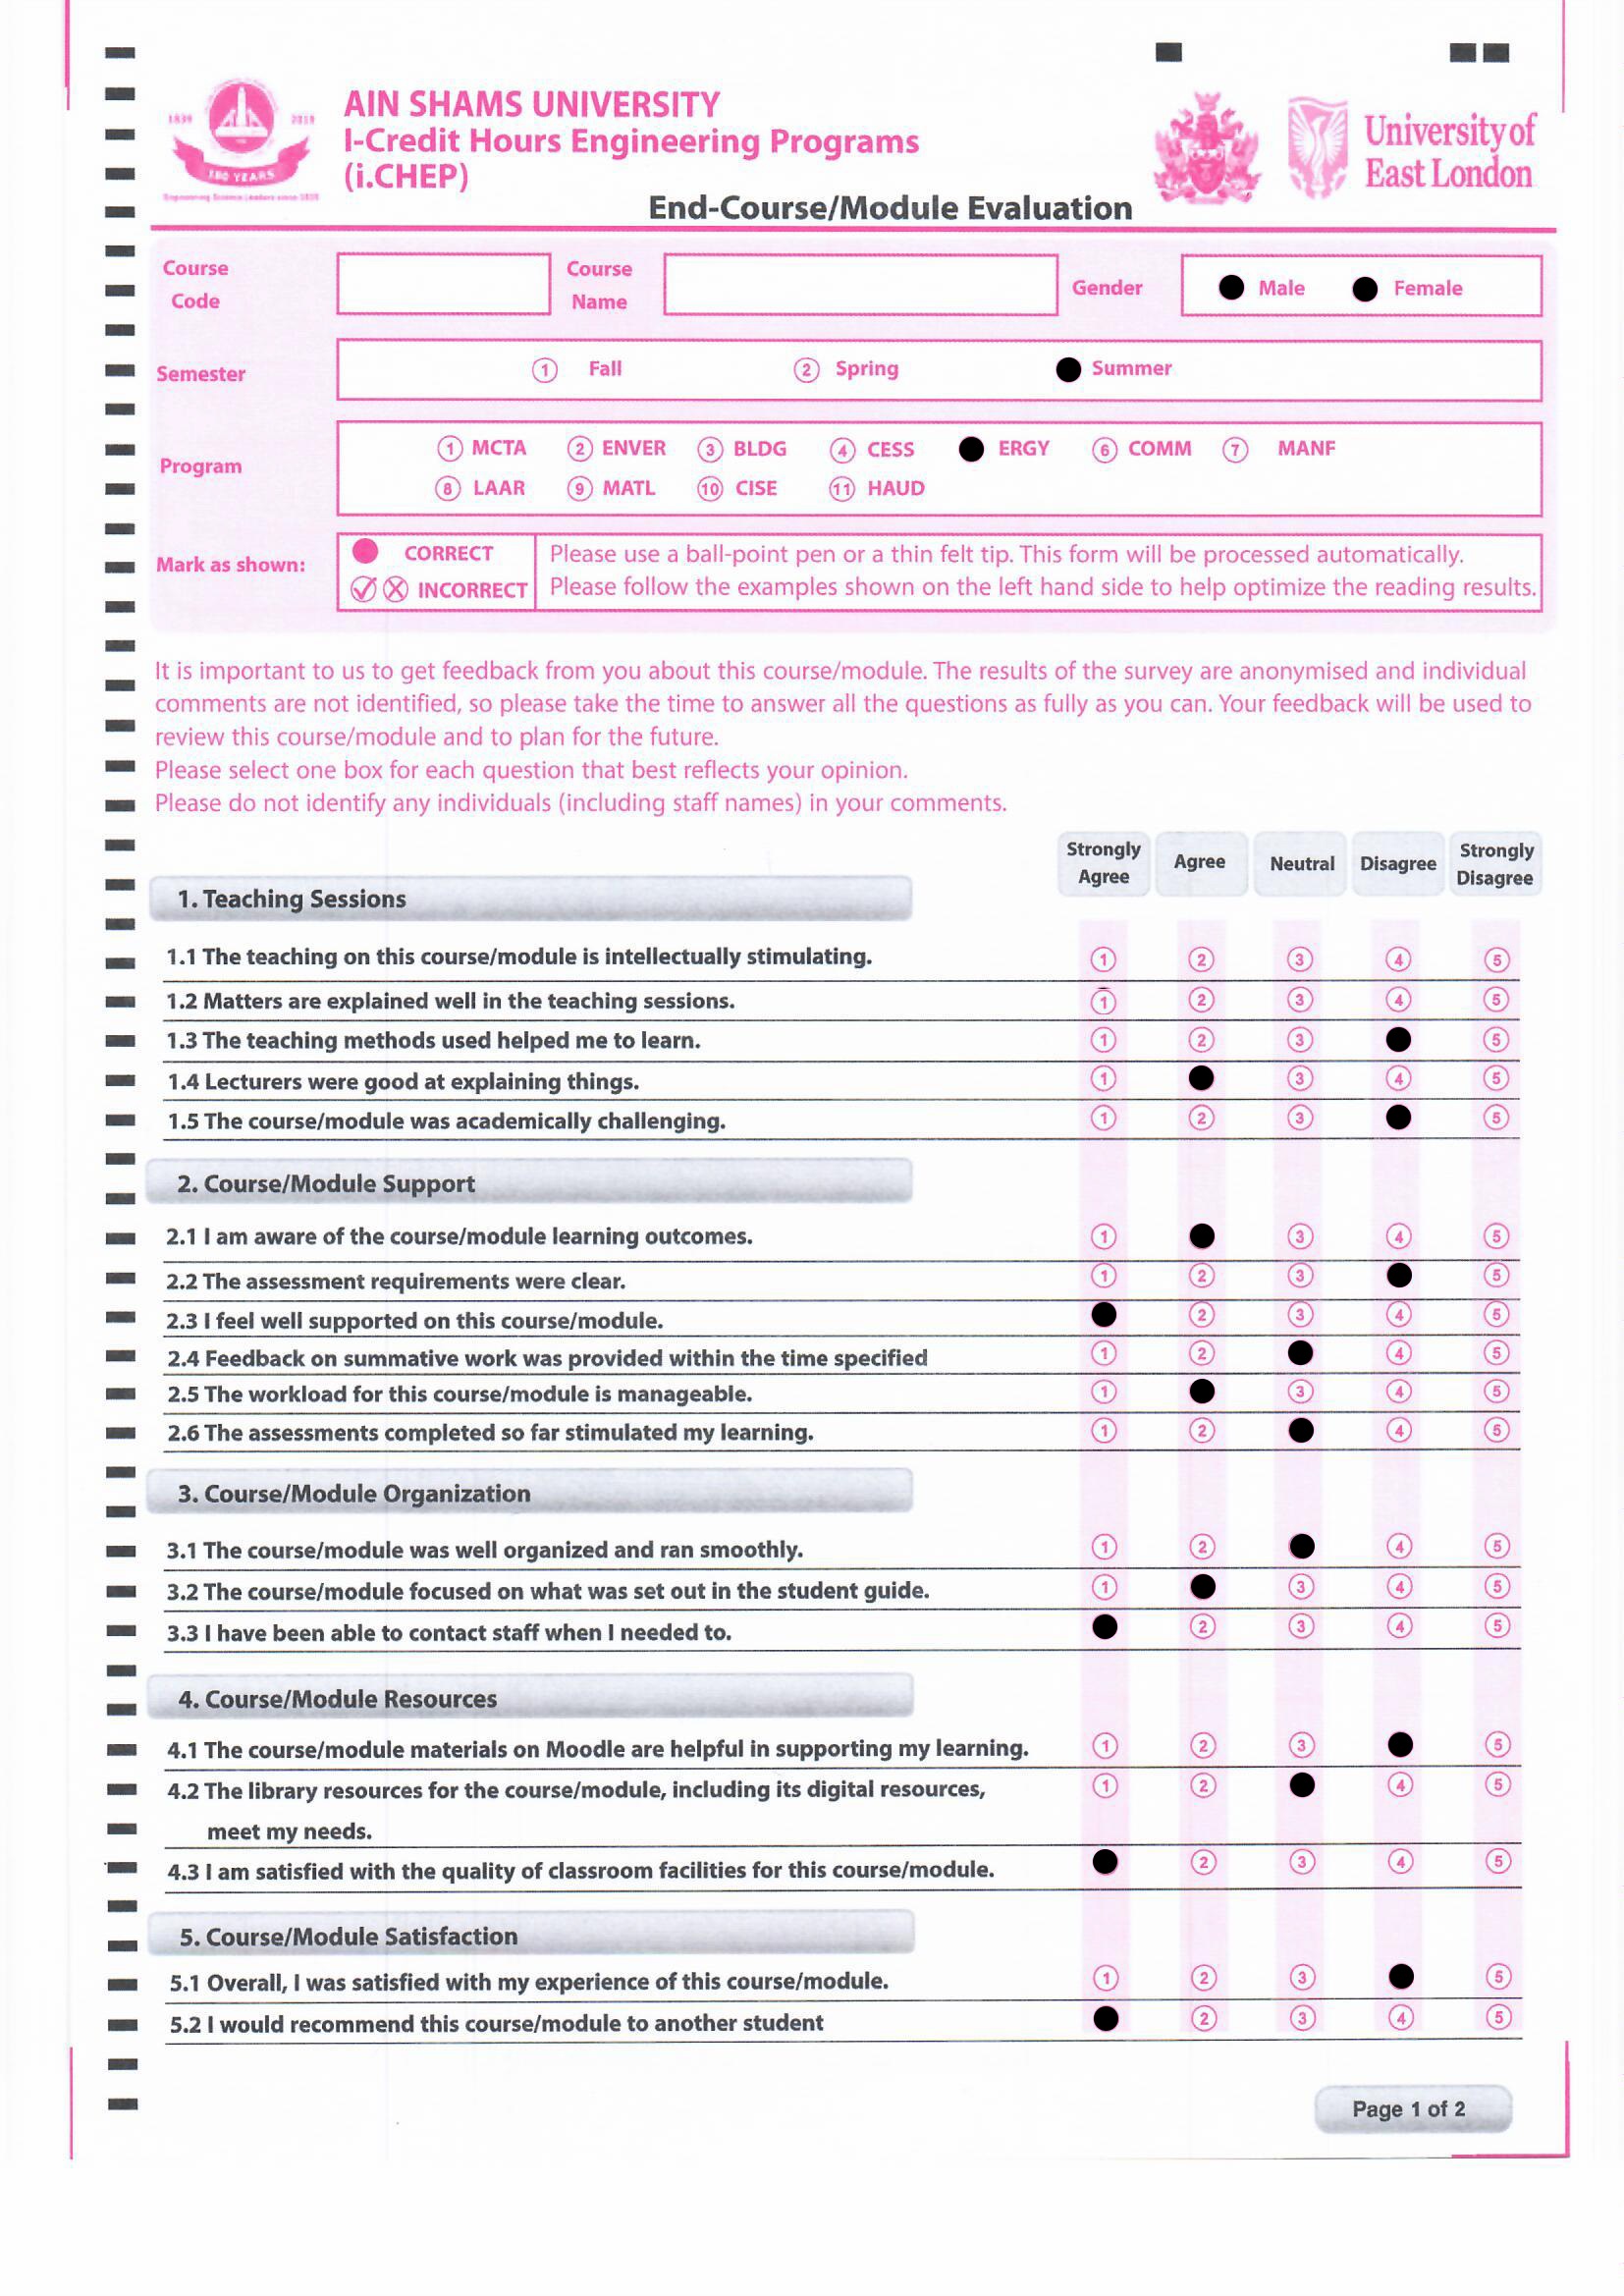 1839 2019
180 YEARS
AIN SHAMS UNIVERSITY
I-Credit Hours Engineering Programs
(i.CHEP)
University of
East London
End-Course/Module Evaluation
Course
Code
Course
Name
Gender Male Female
Semester 1 Fall 2 Spring Summer
Program
1 MCTA 2 ENVER 3 BLDG 4 CESS ERGY 6 COMM 7 MANF
8 LAAR 9 MATL 10 CISE 11 HAUD
Mark as shown:
CORRECT
INCORRECT
Please use a ball-point pen or a thin felt tip. This form will be processed automatically.
Please follow the examples shown on the left hand side to help optimize the reading results.
It is important to us to get feedback from you about this course/module. The results of the survey are anonymised and individual
comments are not identified, so please take the time to answer all the questions as fully as you can. Your feedback will be used to
review this course/module and to plan for the future.
Please select one box for each question that best reflects your opinion.
Please do not identify any individuals (including staff names) in your comments.
Strongly Agree Agree Neutral Disagree Strongly Disagree
1. Teaching Sessions
1.1 The teaching on this course/module is intellectually stimulating. 1 2 3 4 5
1.2 Matters are explained well in the teaching sessions. 1 2 3 4 5
1.3 The teaching methods used helped me to learn. 1 2 3 5
1.4 Lecturers were good at explaining things. 1 3 4 5
1.5 The course/module was academically challenging. 1 2 3 5
2. Course/Module Support
2.1 I am aware of the course/module learning outcomes. 1 3 4 5
2.2 The assessment requirements were clear. 1 2 3 5
2.3 I feel well supported on this course/module. 2 3 4 5
2.4 Feedback on summative work was provided within the time specified 1 2 4 5
2.5 The workload for this course/module is manageable. 1 3 4 5
2.6 The assessments completed so far stimulated my learning. 1 2 4 5
3. Course/Module Organization
3.1 The course/module was well organized and ran smoothly. 1 2 4 5
3.2 The course/module focused on what was set out in the student guide. 1 3 4 5
3.3 I have been able to contact staff when I needed to. 2 3 4 5
4. Course/Module Resources
4.1 The course/module materials on Moodle are helpful in supporting my learning. 1 2 3 5
4.2 The library resources for the course/module, including its digital resources, 1 2 4 5
meet my needs.
4.3 I am satisfied with the quality of classroom facilities for this course/module. 2 3 4 5
5. Course/Module Satisfaction
5.1 Overall, I was satisfied with my experience of this course/module. 1 2 3 5
5.2 I would recommend this course/module to another student 2 3 4 5
Page 1 of 2